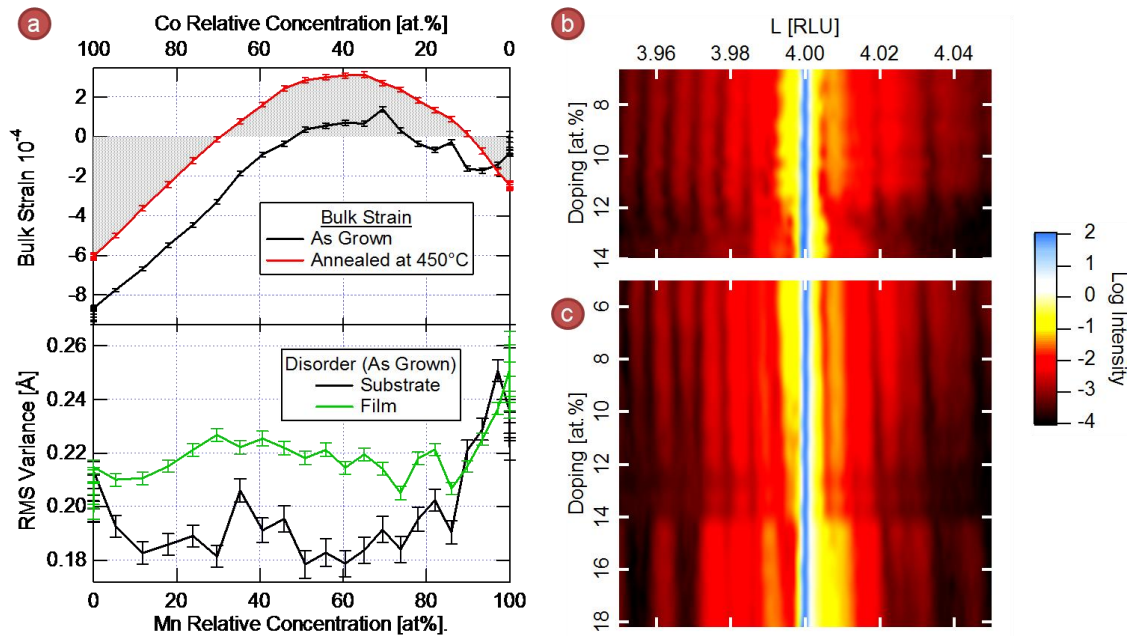 a
Co Relative Concentration [at.%]
100 80 60 40 20 0
Bulk Strain 10-4
2
0
-2
-4
-6
-8
Bulk Strain
As Grown
Annealed at 450°C
RMS Variance [Å]
0.26
0.24
0.22
0.20
0.18
Disorder (As Grown)
Substrate
Film
0 20 40 60 80 100
Mn Relative Concentration [at%].
b
L [RLU]
3.96 3.98 4.00 4.02 4.04
Doping [at.%]
8
10
12
14
c
Doping [at.%]
6
8
10
12
14
16
18
2
1
0
-1
-2
-3
-4
Log Intensity